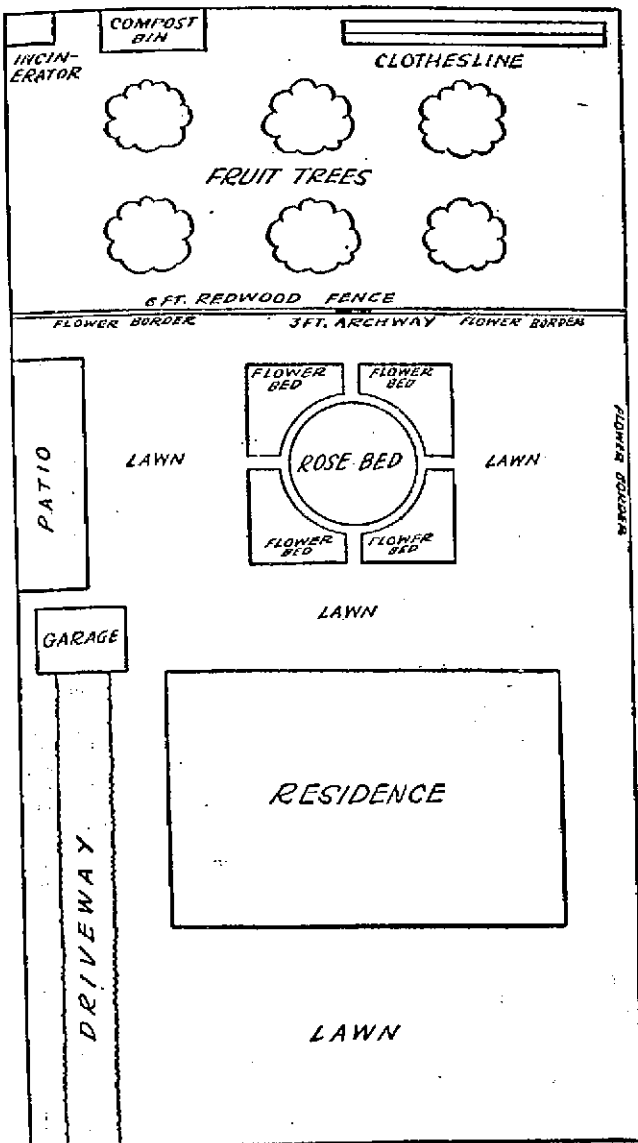 COMPOST
BIN
INCIN-
ERATOR
CLOTHESLINE
FRUIT TREES
6 FT. REDWOOD FENCE
FLOWER BORDER
3 FT. ARCHWAY
FLOWER BORDER
FLOWER
BED
FLOWER
BED
FLOWER BORDER
PATIO
LAWN
ROSE BED
LAWN
FLOWER
BED
FLOWER
BED
LAWN
GARAGE
RESIDENCE
DRIVEWAY
LAWN